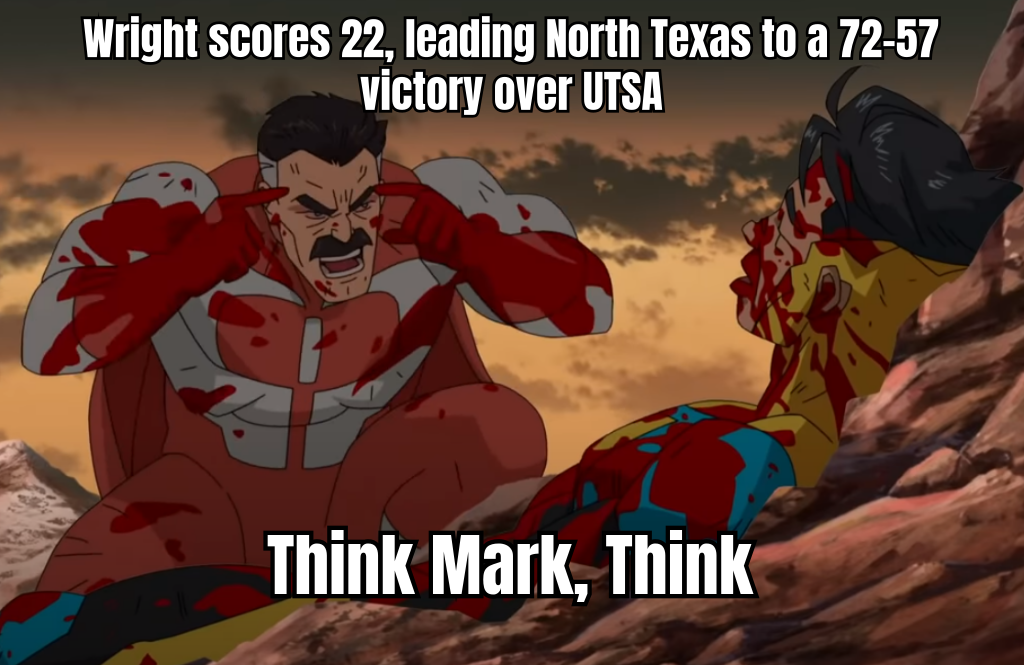 Wright scores 22, leading North Texas to a 72-57
victory over UTSA
Think Mark, Think